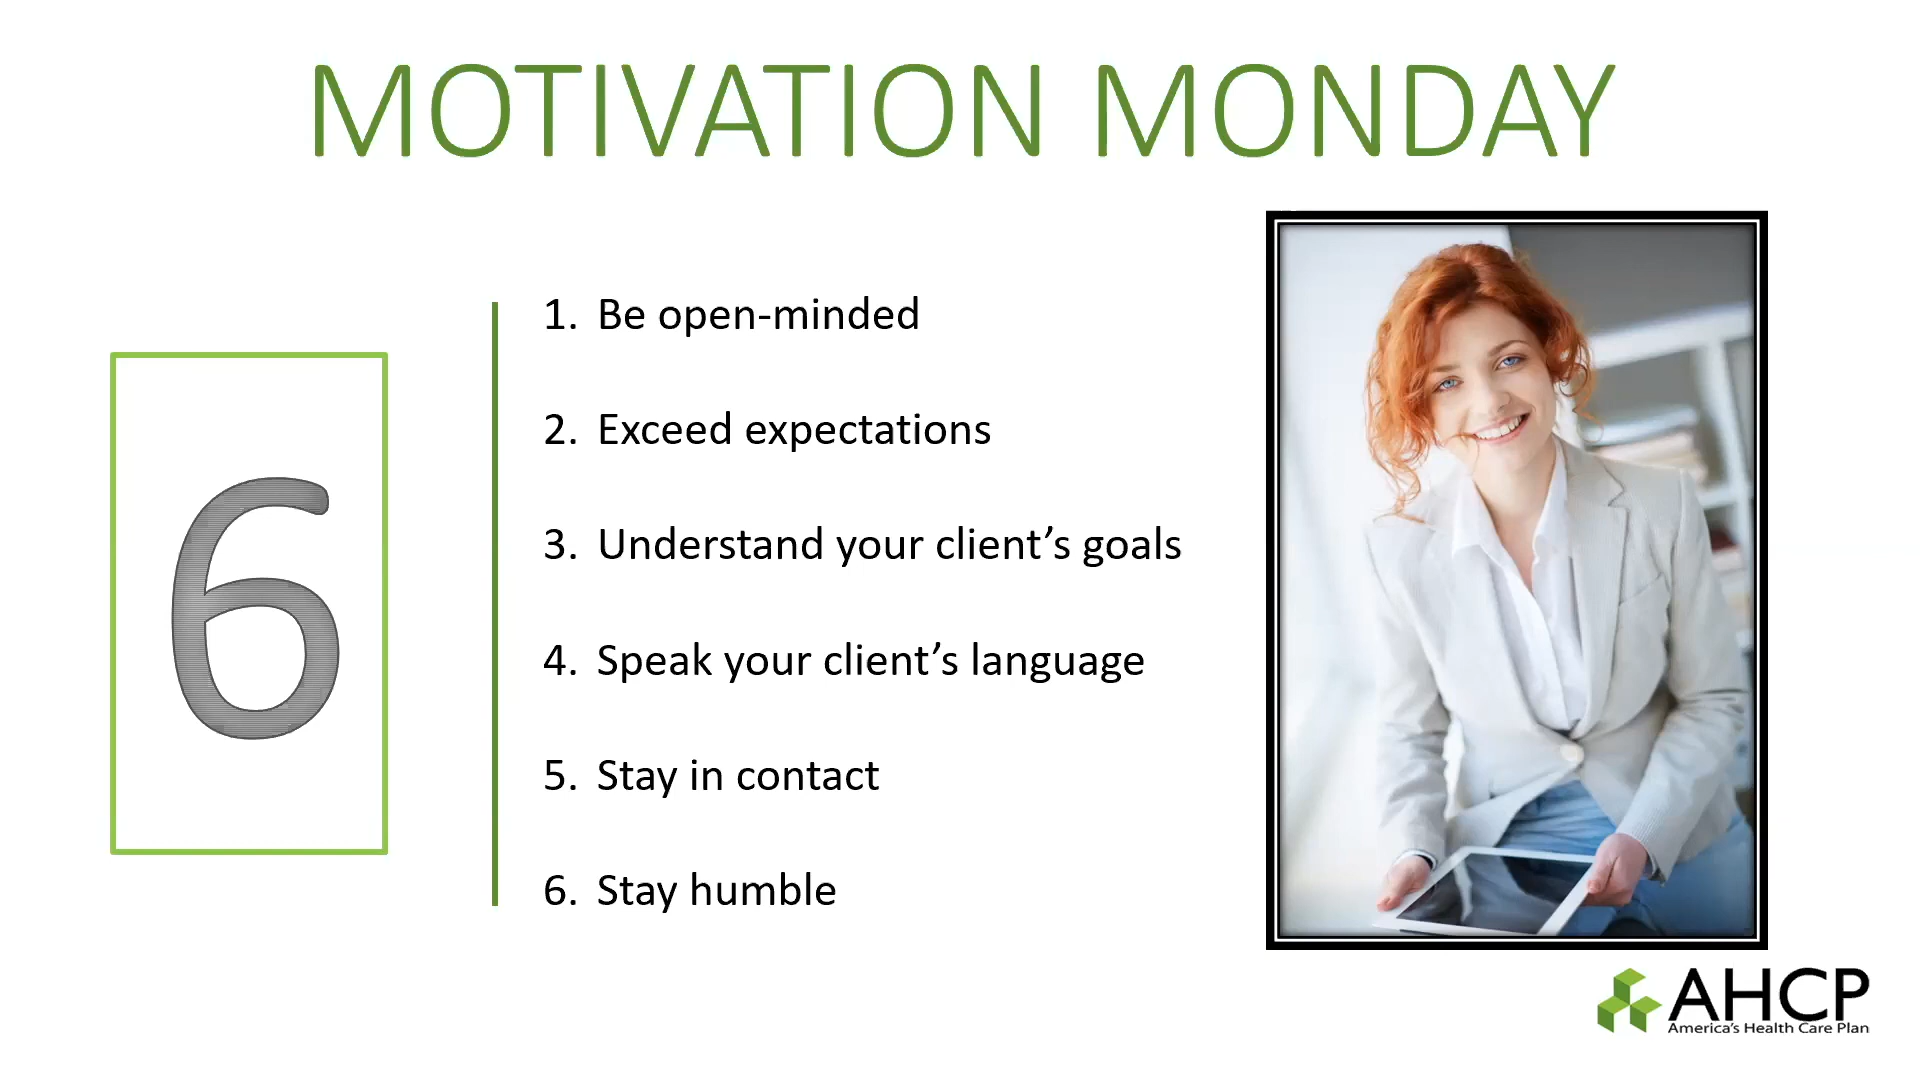 MOTIVATION MONDAY
6
1. Be open-minded
2. Exceed expectations
3. Understand your client’s goals
4. Speak your client’s language
5. Stay in contact
6. Stay humble
AHCP
America's Health Care Plan